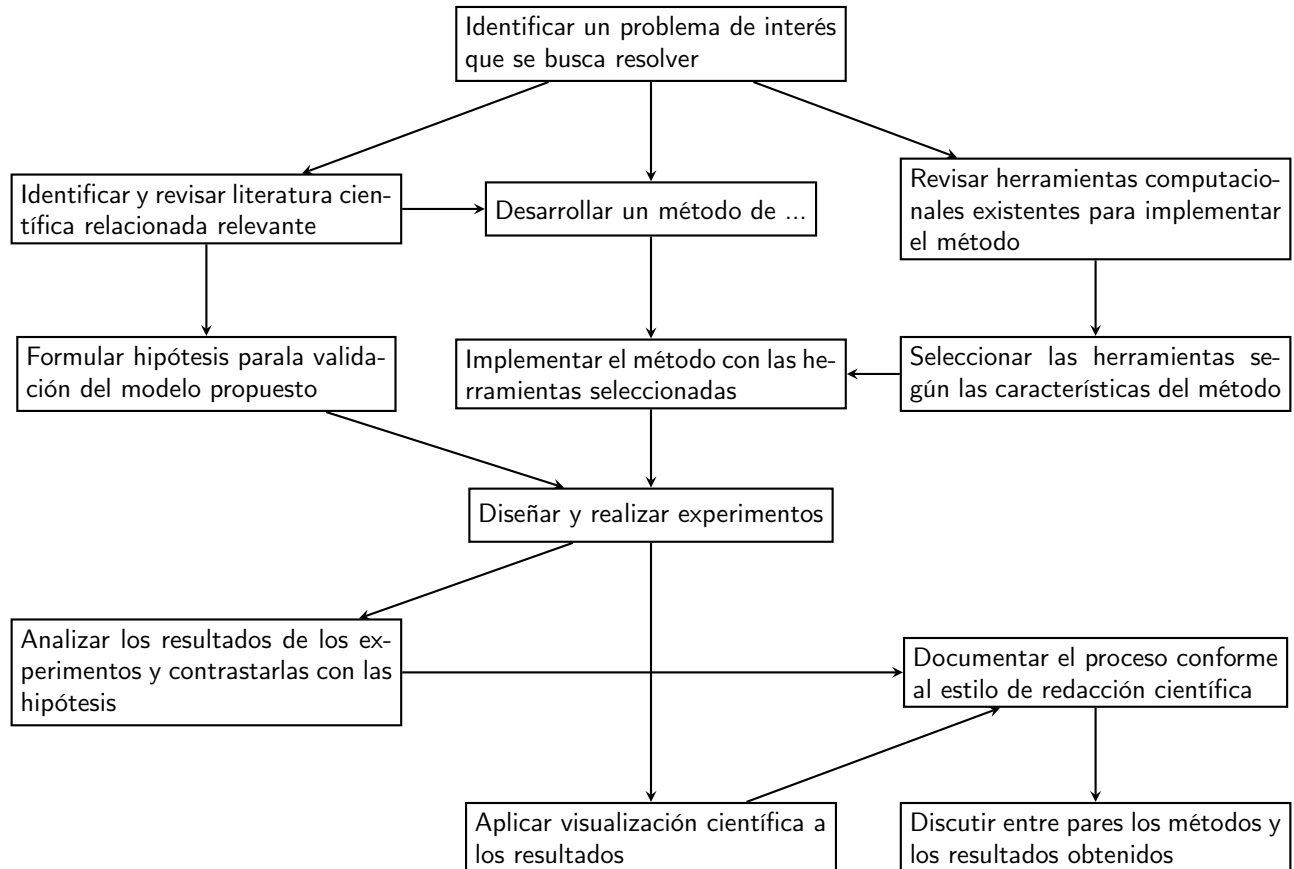 Identificar un problema de interés
que se busca resolver
Identificar y revisar literatura cien-
tífica relacionada relevante
Desarrollar un método de ...
Revisar herramientas computacio-
nales existentes para implementar
el método
Formular hipótesis parala valid-
ación del modelo propuesto
Implementar el método con las he-
rramientas seleccionadas
Seleccionar las herramientas se-
gún las características del método
Diseñar y realizar experimentos
Analizar los resultados de los ex-
perimentos y contrastarlas con las
hipótesis
Documentar el proceso conforme
al estilo de redacción científica
Aplicar visualización científica a
los resultados
Discutir entre pares los métodos y
los resultados obtenidos